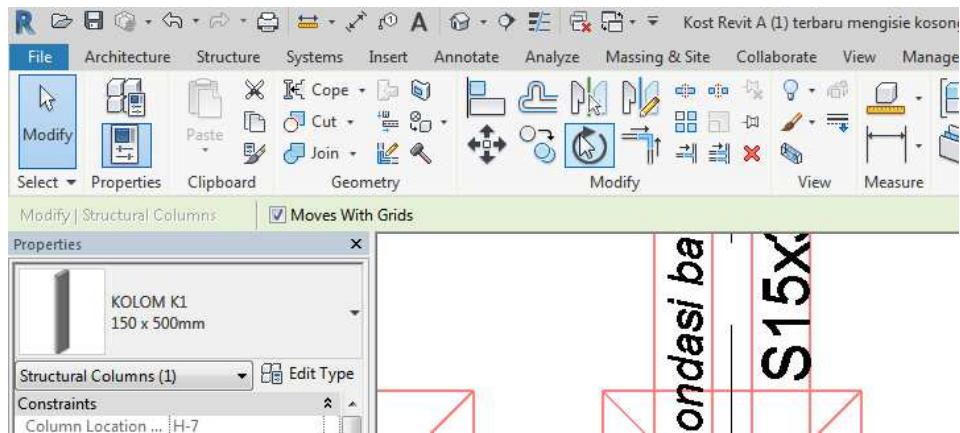 Kost Revit A (1) terbaru mengisie kosong
File Architecture Structure Systems Insert Annotate Analyze Massing & Site Collaborate View Manage
Modify Paste Cope Cut Join
Select Properties Clipboard Geometry Modify View Measure
Modify | Structural Columns Moves With Grids
Properties
KOLOM K1
150 x 500mm
Structural Columns (1) Edit Type
Constraints
Column Location ... H-7
ondasi ba
S15x